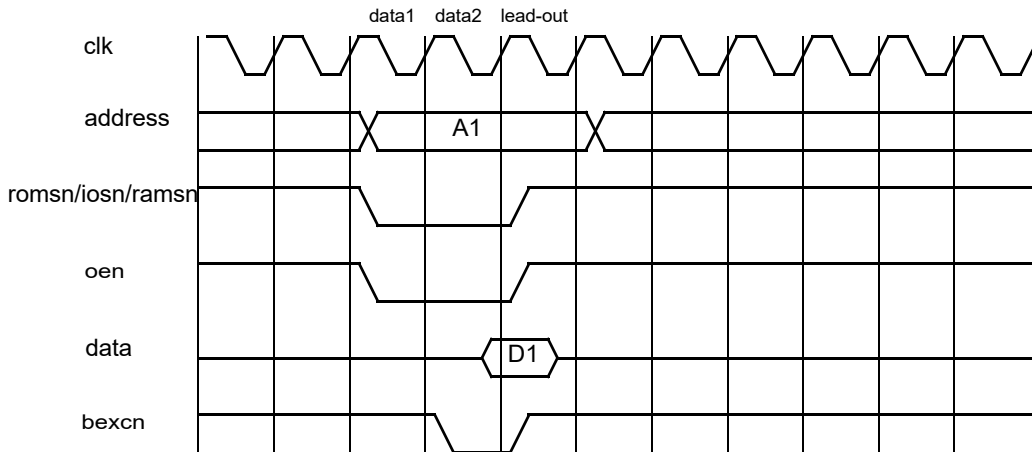 data1 data2 lead-out
clk
address A1
romsn/iosn/ramsn
oen
data D1
bexcn